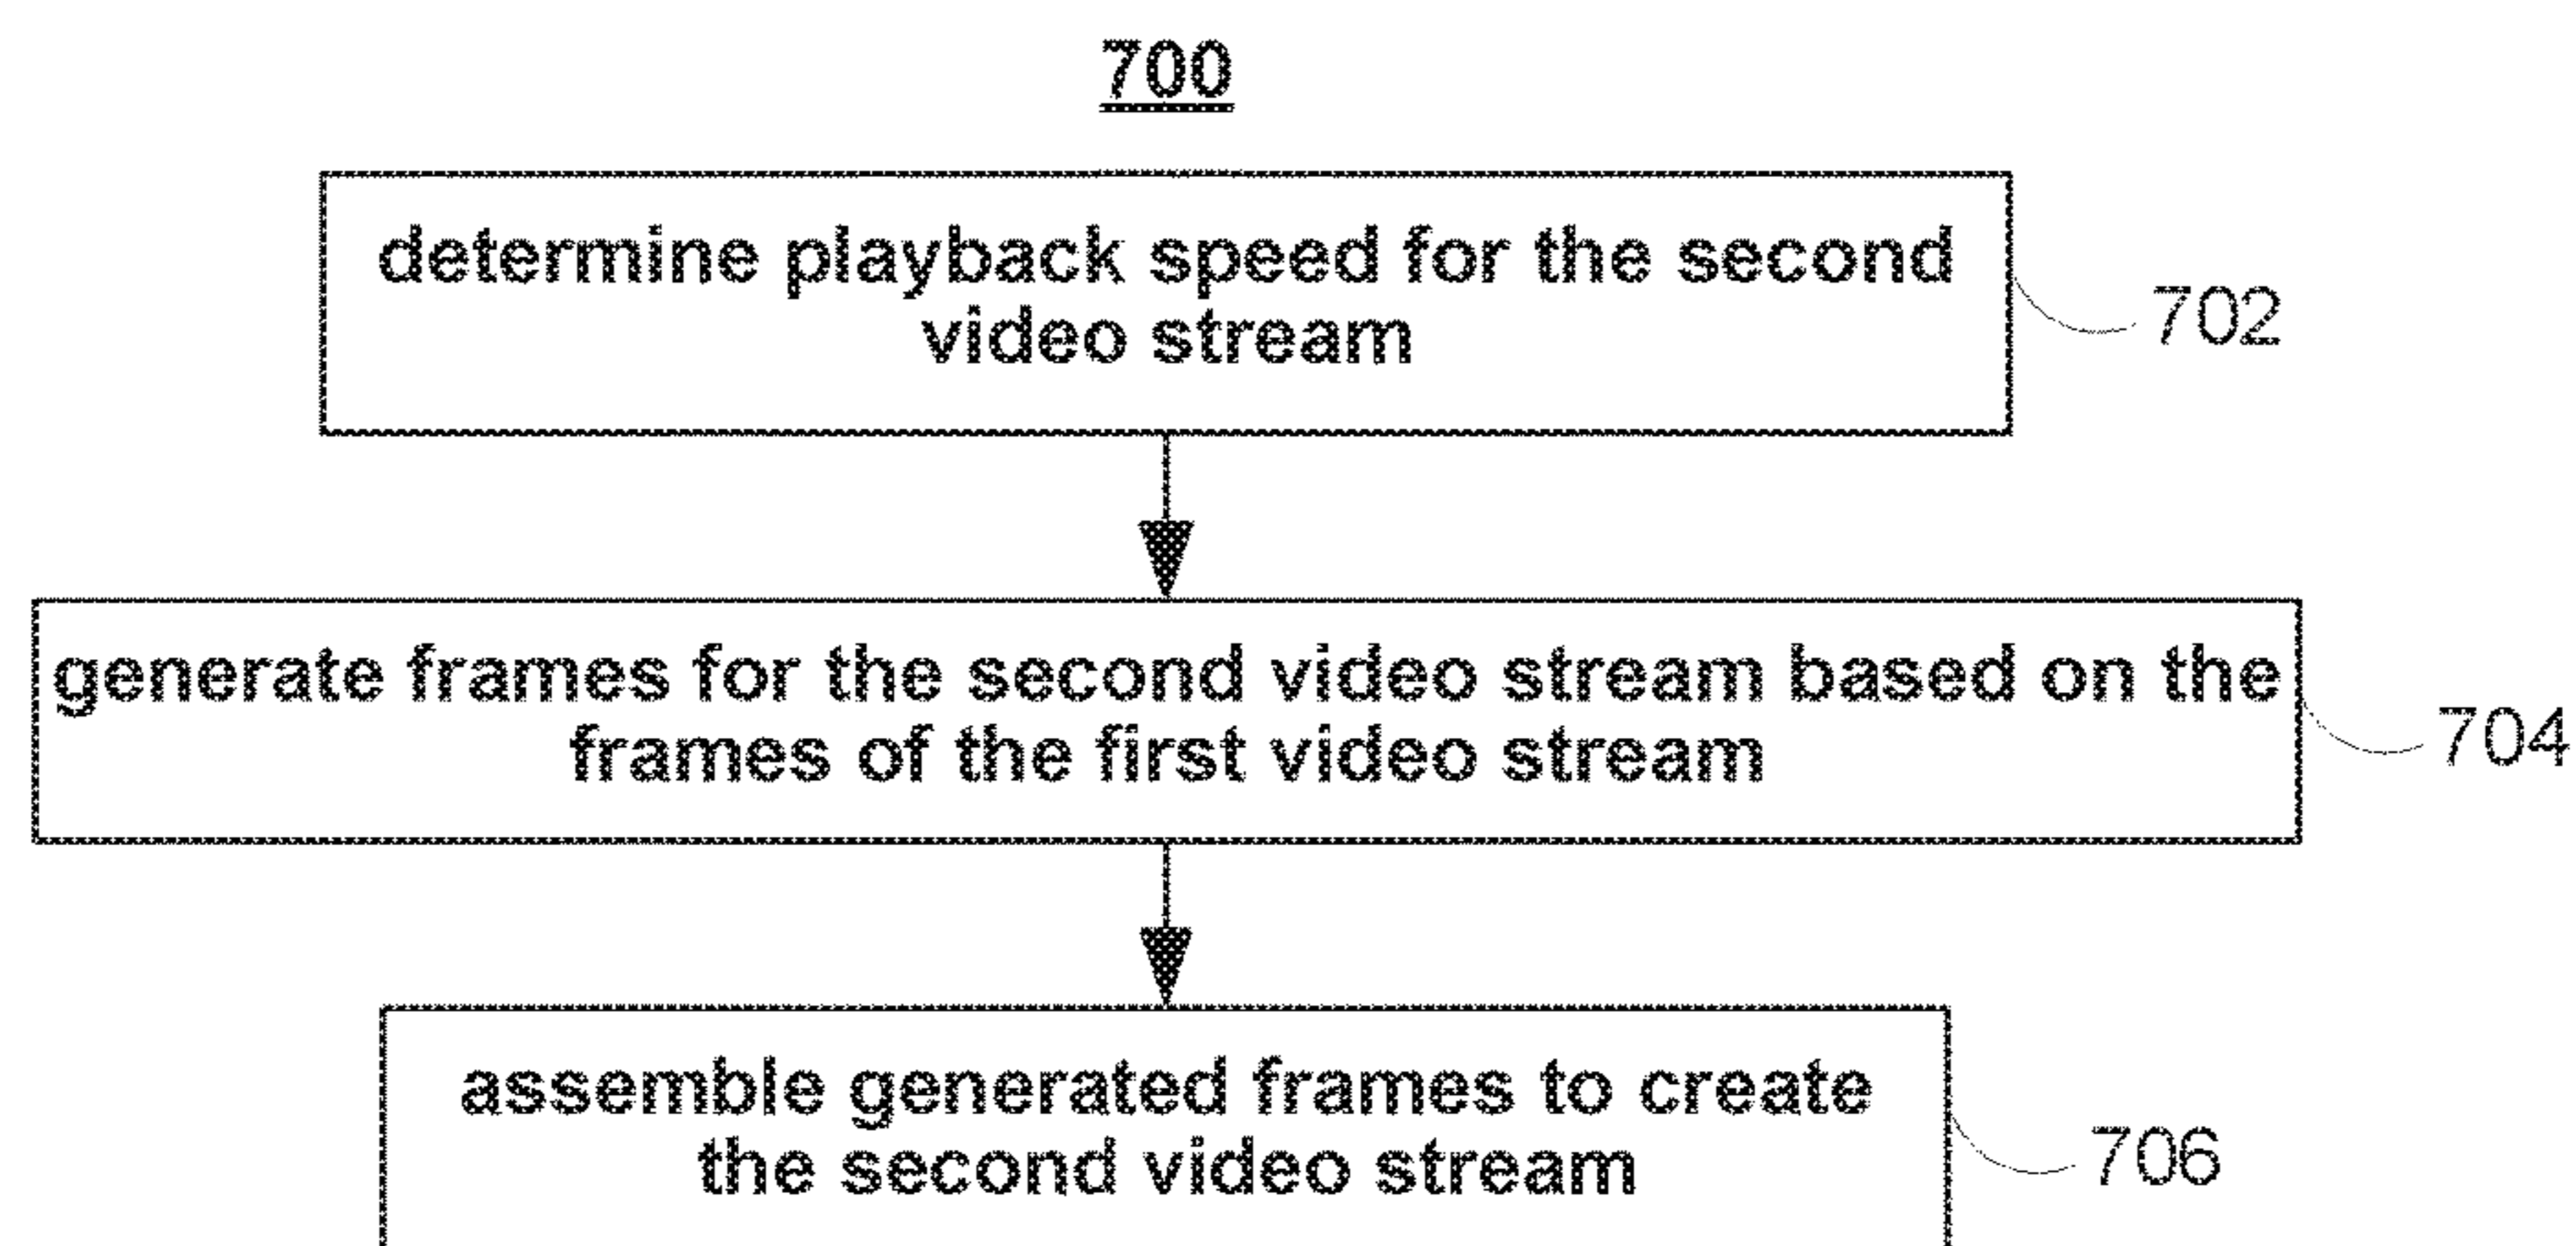 700
determine playback speed for the second
video stream
702
generate frames for the second video stream based on the
frames of the first video stream
704
assemble generated frames to create
the second video stream
706